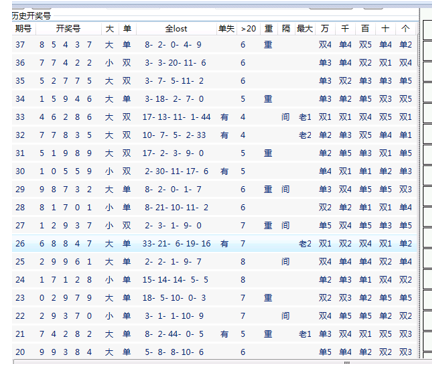 历史开奖号
期号 开奖号 大 单 全lost 单失 >20 重 隔 最大 万 千 百 十 个
37 8 5 4 3 7 大 单 8- 2- 0- 4- 9 6 重 双4 单4 双5 单4 单2
36 7 7 4 2 2 小 双 3- 3-20-11- 6 6 单3 单4 双2 双1 双4
35 5 2 7 7 5 大 双 3- 7- 5-11- 2 6 单3 双2 单3 单3 单5
34 1 5 9 4 6 大 单 3-18- 2- 7- 0 5 重 单3 单2 单5 双3 双5
33 4 6 2 8 6 大 双 17-13-11- 1-44 有 4 间 老1 双1 双1 双4 双5 双1
32 7 7 8 3 5 大 双 10- 7- 5- 2-33 有 4 老2 单2 单3 双5 单4 单1
31 5 1 9 8 9 大 双 17- 2- 3- 9- 0 5 重 单2 单5 单3 双1 单5
30 1 0 5 5 9 小 双 2-30-11-17- 6 有 5 单4 双1 单1 单2 单3
29 9 8 7 3 2 大 单 8- 2- 0- 1- 7 6 重 间 单3 双4 单5 单5 双3
28 8 1 7 0 1 小 单 8-21-10-11- 2 6 双2 单2 单1 双1 单4
27 1 2 9 3 7 小 双 2- 3- 1- 9- 0 7 重 间 单5 双4 单5 单3 单5
26 6 8 8 4 7 大 单 33-21- 6-19-16 有 7 老2 双1 双2 双4 双1 单2
25 2 9 9 6 1 大 单 2- 2- 1- 9- 7 8 间 双4 单4 单4 双2 单4
24 1 7 1 2 8 小 单 15-14-14- 5- 5 8 单2 单3 单1 双4 双2
23 0 2 9 7 9 大 单 18- 5-10- 0- 3 7 重 双2 双3 单2 单5 单5
22 2 9 3 7 0 小 单 3- 1- 1-10- 9 7 间 双4 单5 双5 单2 双3
21 7 4 2 8 2 大 单 8- 2-44- 0- 5 有 5 重 老1 单3 双4 双1 双5 双3
20 9 9 3 8 4 大 单 5- 8- 8-10- 6 6 单5 单4 单2 双2 双3